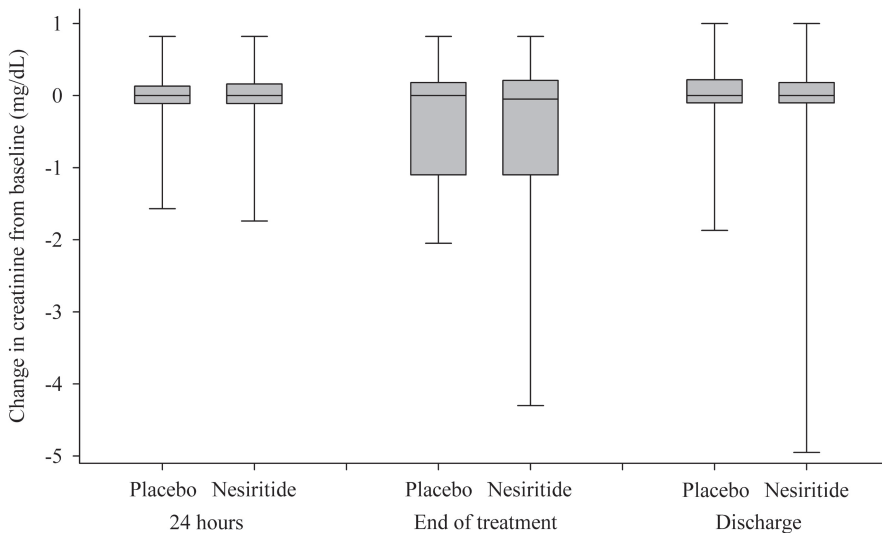 Change in creatinine from baseline (mg/dL)
1
0
-1
-2
-3
-4
-5
Placebo Nesiritide Placebo Nesiritide Placebo Nesiritide
24 hours End of treatment Discharge